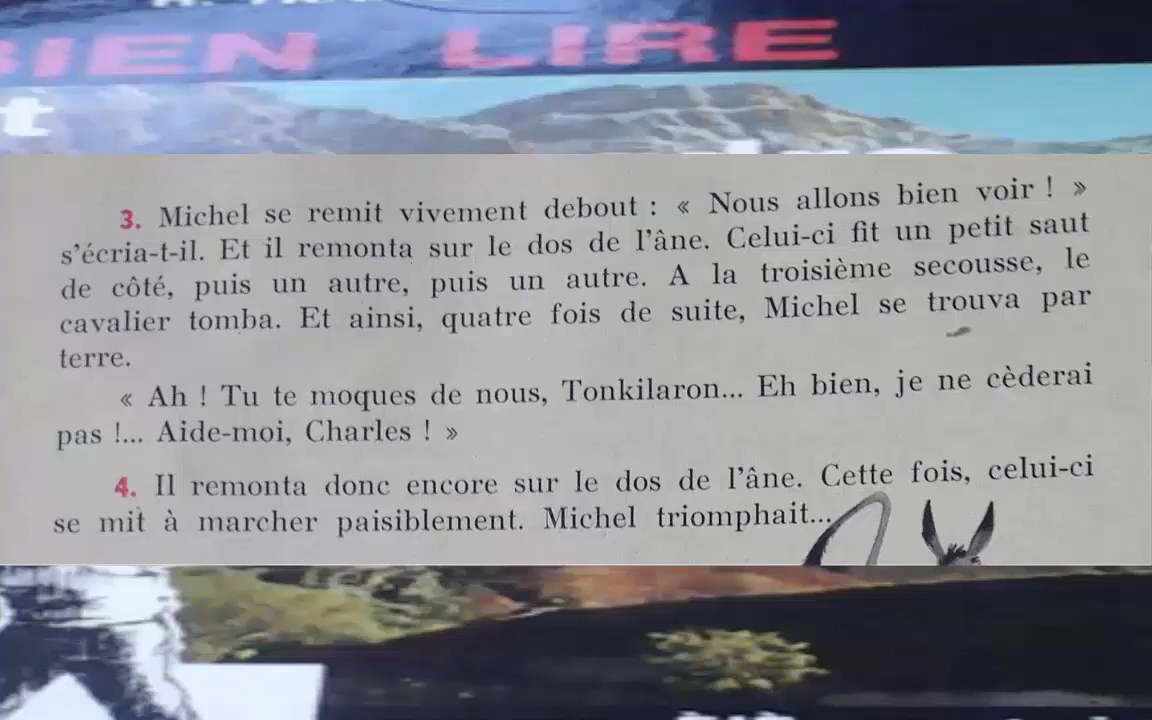 BIEN LIRE
3. Michel se remit vivement debout : « Nous allons bien voir ! »
s'écria-t-il. Et il remonta sur le dos de l'âne. Celui-ci fit un petit saut
de côté, puis un autre, puis un autre. A la troisième secousse, le
cavalier tomba. Et ainsi, quatre fois de suite, Michel se trouva par
terre.
« Ah ! Tu te moques de nous, Tonkilaron... Eh bien, je ne cèderai
pas !... Aide-moi, Charles ! »
4. Il remonta donc encore sur le dos de l'âne. Cette fois, celui-ci
se mit à marcher paisiblement. Michel triomphait...